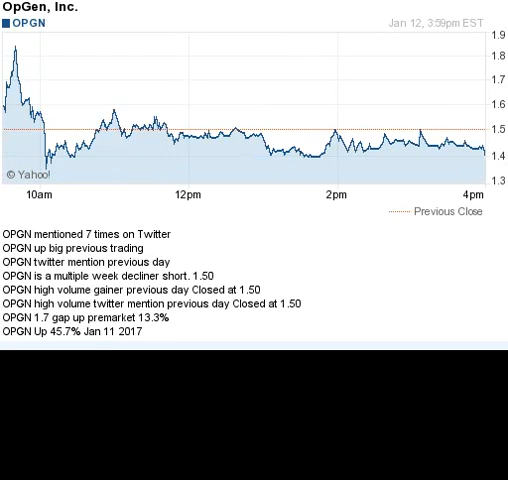 OpGen, Inc.
OPGN Jan 12, 3:59pm EST
1.9
1.8
1.7
1.6
1.5
1.4
1.3
© Yahoo!
10am 12pm 2pm 4pm
Previous Close
OPGN mentioned 7 times on Twitter
OPGN up big previous trading
OPGN twitter mention previous day
OPGN is a multiple week decliner short. 1.50
OPGN high volume gainer previous day Closed at 1.50
OPGN high volume twitter mention previous day Closed at 1.50
OPGN 1.7 gap up premarket 13.3%
OPGN Up 45.7% Jan 11 2017